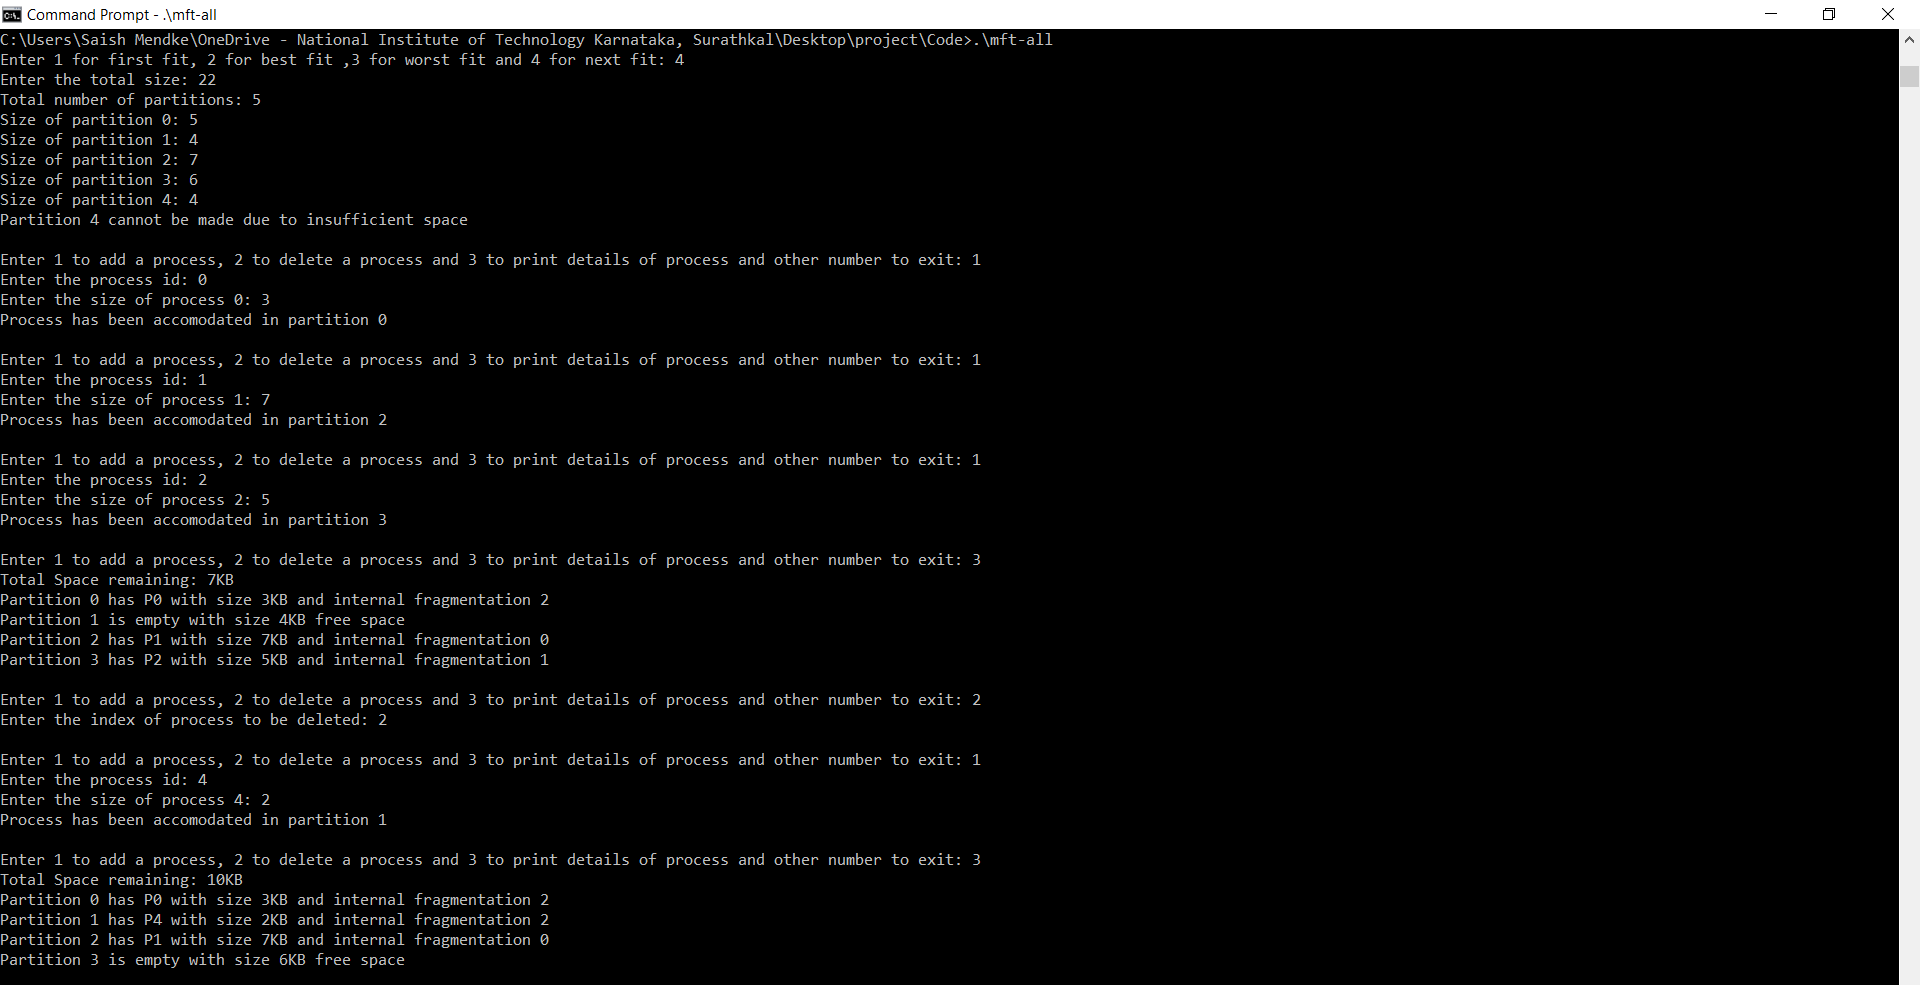 Command Prompt - .\mft-all
C:\Users\Saish Mendke\OneDrive - National Institute of Technology Karnataka, Surathkal\Desktop\project\Code>.\mft-all
Enter 1 for first fit, 2 for best fit ,3 for worst fit and 4 for next fit: 4
Enter the total size: 22
Total number of partitions: 5
Size of partition 0: 5
Size of partition 1: 4
Size of partition 2: 7
Size of partition 3: 6
Size of partition 4: 4
Partition 4 cannot be made due to insufficient space
Enter 1 to add a process, 2 to delete a process and 3 to print details of process and other number to exit: 1
Enter the process id: 0
Enter the size of process 0: 3
Process has been accomodated in partition 0
Enter 1 to add a process, 2 to delete a process and 3 to print details of process and other number to exit: 1
Enter the process id: 1
Enter the size of process 1: 7
Process has been accomodated in partition 2
Enter 1 to add a process, 2 to delete a process and 3 to print details of process and other number to exit: 1
Enter the process id: 2
Enter the size of process 2: 5
Process has been accomodated in partition 3
Enter 1 to add a process, 2 to delete a process and 3 to print details of process and other number to exit: 3
Total Space remaining: 7KB
Partition 0 has P0 with size 3KB and internal fragmentation 2
Partition 1 is empty with size 4KB free space
Partition 2 has P1 with size 7KB and internal fragmentation 0
Partition 3 has P2 with size 5KB and internal fragmentation 1
Enter 1 to add a process, 2 to delete a process and 3 to print details of process and other number to exit: 2
Enter the index of process to be deleted: 2
Enter 1 to add a process, 2 to delete a process and 3 to print details of process and other number to exit: 1
Enter the process id: 4
Enter the size of process 4: 2
Process has been accomodated in partition 1
Enter 1 to add a process, 2 to delete a process and 3 to print details of process and other number to exit: 3
Total Space remaining: 10KB
Partition 0 has P0 with size 3KB and internal fragmentation 2
Partition 1 has P4 with size 2KB and internal fragmentation 2
Partition 2 has P1 with size 7KB and internal fragmentation 0
Partition 3 is empty with size 6KB free space